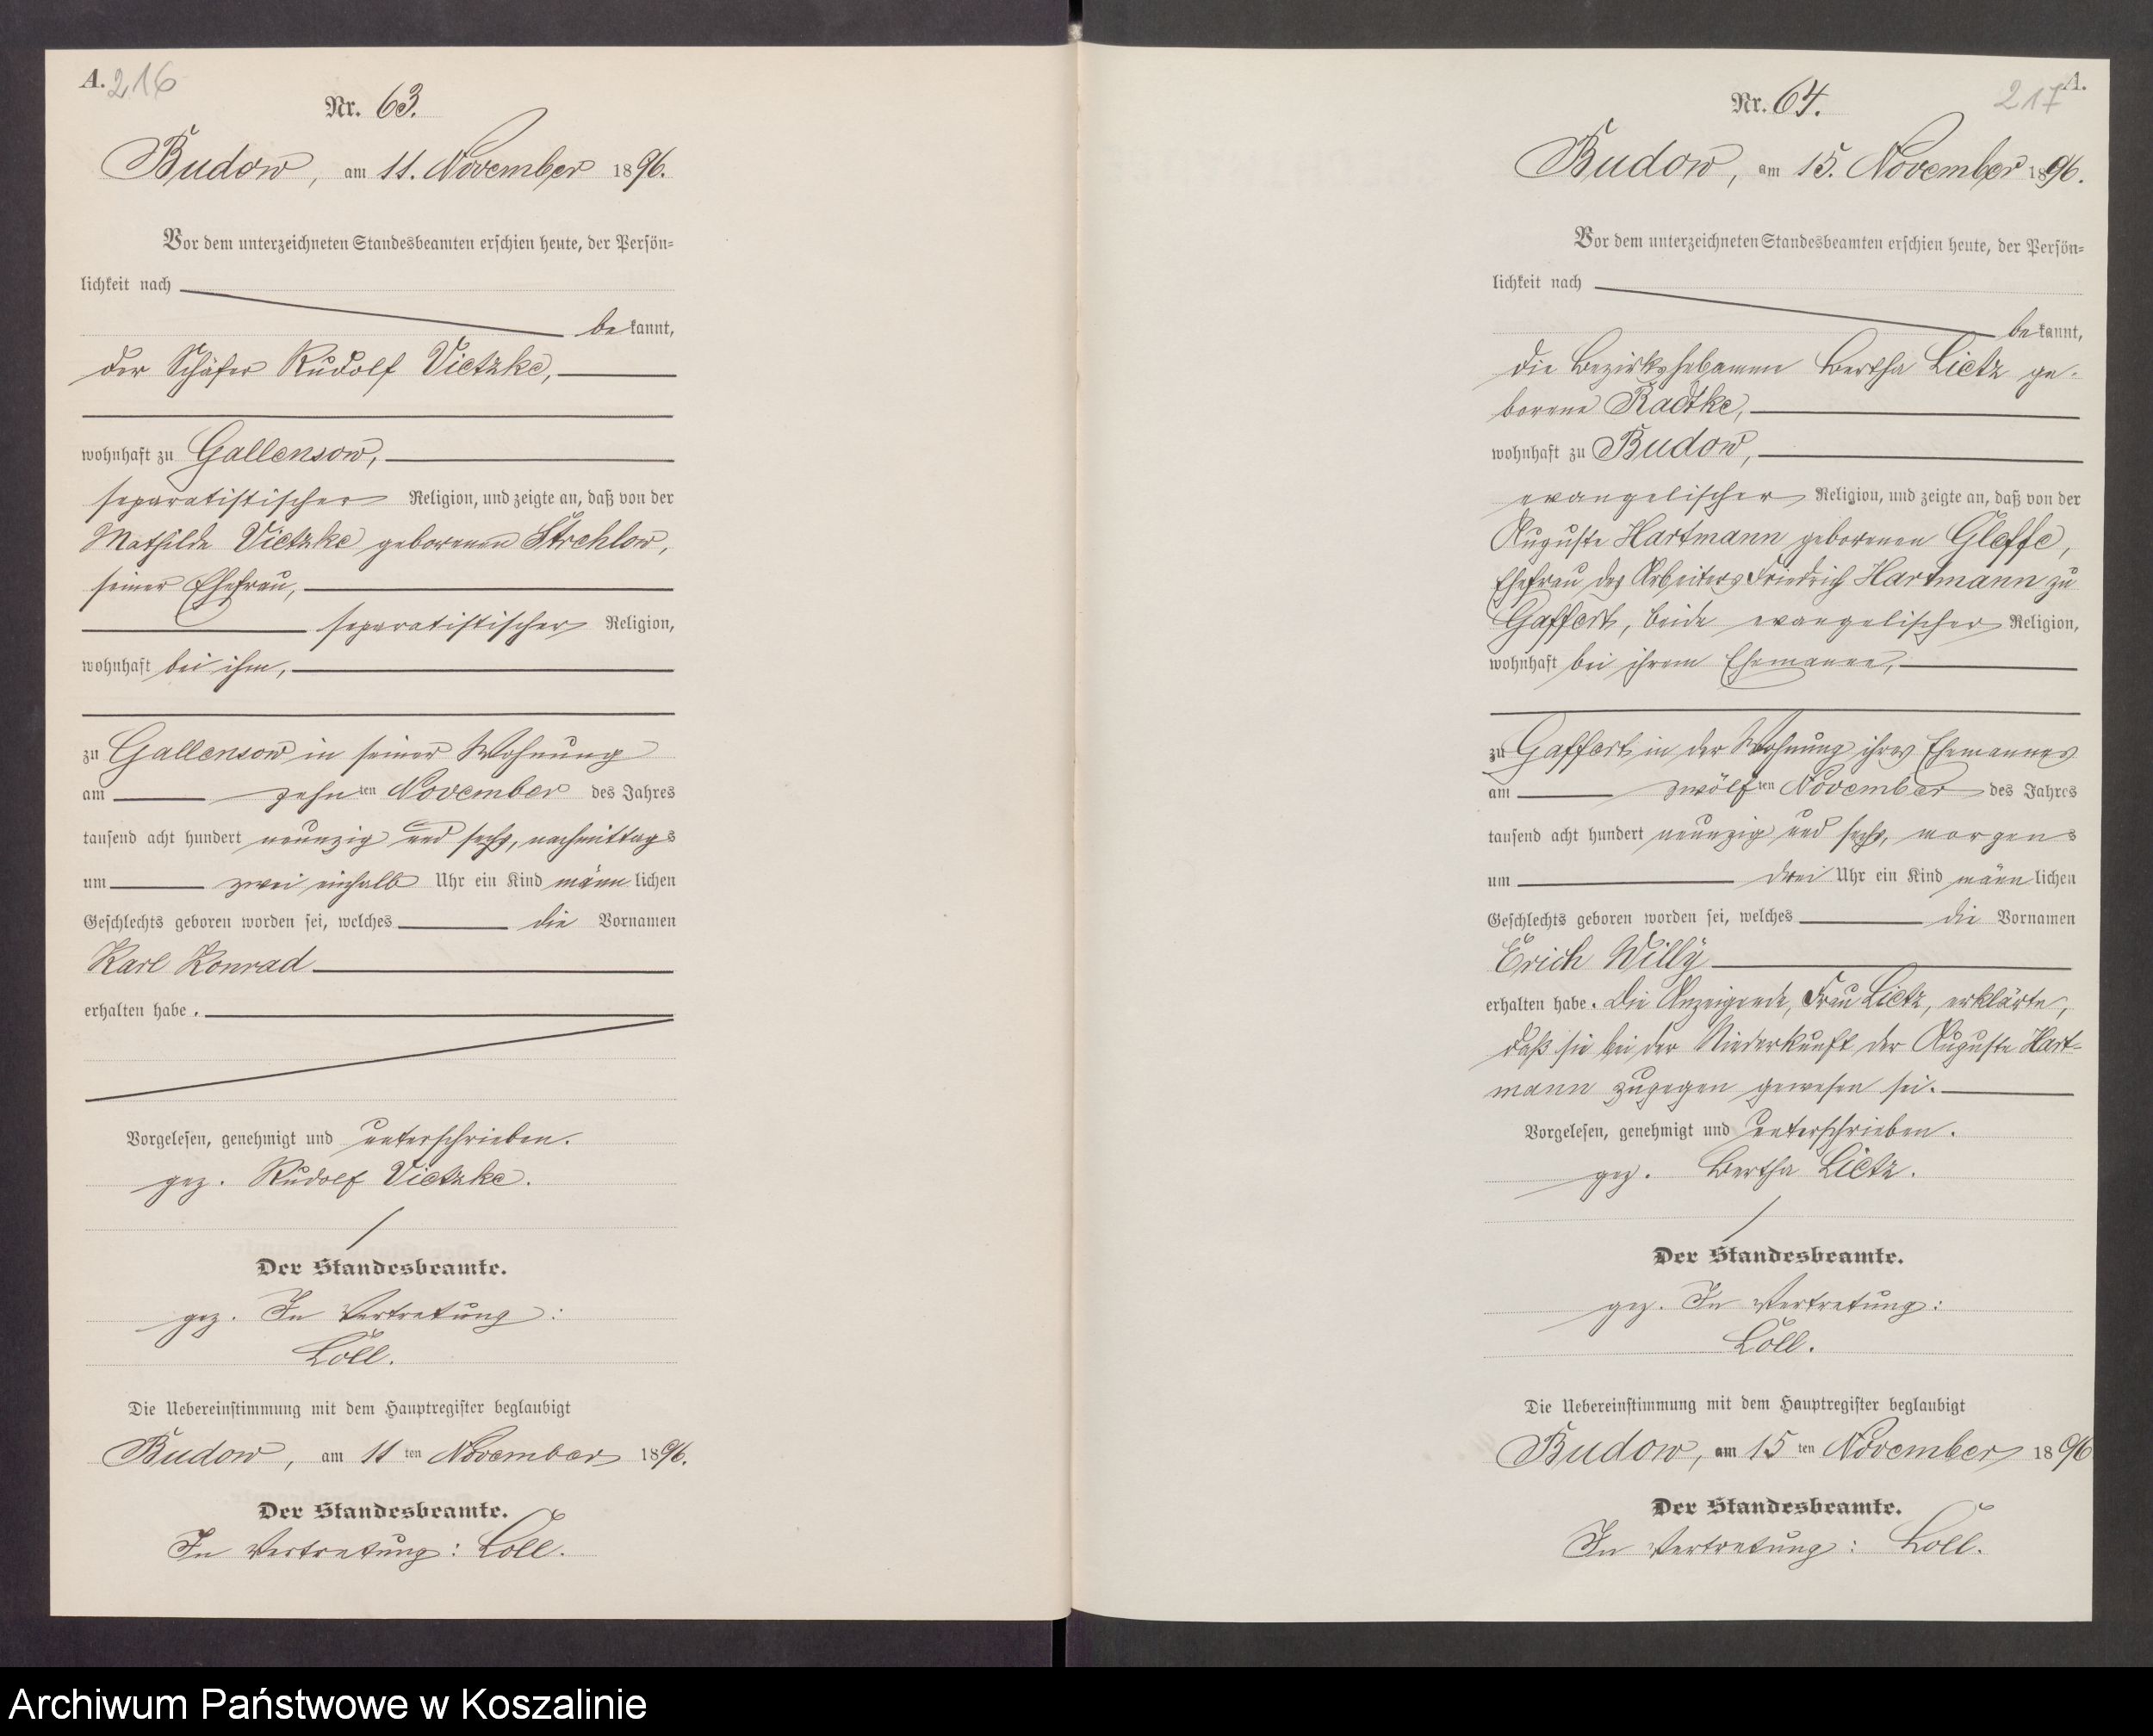 A. 216
Nr. 63.
Budow, am 11. November 1896.
Vor dem unterzeichneten Standesbeamten erschien heute, der Persön-
lichkeit nach
bekannt,
der Schäfer Rudolf Vietzke,
wohnhaft zu Gallensow,
separatistischer Religion, und zeigte an, daß von der
Mathilde Vietzke geborenen Strehlow,
seiner Ehefrau,
separatistischer Religion,
wohnhaft bei ihm,
zu Gallensow in seiner Wohnung
am zehnten November des Jahres
tausend acht hundert neunzig und sechs, nachmittags
um zwei einhalb Uhr ein Kind männlichen
Geschlechts geboren worden sei, welches die Vornamen
Karl Konrad
erhalten habe.
Vorgelesen, genehmigt und unterschrieben.
gez. Rudolf Vietzke.
Der Standesbeamte.
gez. In Vertretung:
Löll.
Die Uebereinstimmung mit dem Hauptregister beglaubigt
Budow, am 11ten November 1896.
Der Standesbeamte.
In Vertretung: Löll.
217 A.
Nr. 64.
Budow, am 15. November 1896.
Vor dem unterzeichneten Standesbeamten erschien heute, der Persön-
lichkeit nach
bekannt,
die Bezirkshebamme Bertha Lietz ge-
borene Radtke,
wohnhaft zu Budow,
evangelischer Religion, und zeigte an, daß von der
Auguste Hartmann geborenen Gleffe,
Ehefrau des Arbeiters Friedrich Hartmann zu
Gaffert, beide evangelischer Religion,
wohnhaft bei ihrem Ehemanne,
zu Gaffert in der Wohnung ihres Ehemannes
am zwölften November des Jahres
tausend acht hundert neunzig und sechs, morgens
um drei Uhr ein Kind männlichen
Geschlechts geboren worden sei, welches die Vornamen
Erich Willy
erhalten habe. Die Anzeigende, Frau Lietz, erklärte,
daß sie bei der Niederkunft der Auguste Hart-
mann zugegen gewesen sei.
Vorgelesen, genehmigt und unterschrieben.
gez. Bertha Lietz.
Der Standesbeamte.
gez. In Vertretung:
Löll.
Die Uebereinstimmung mit dem Hauptregister beglaubigt
Budow, am 15ten November 1896
Der Standesbeamte.
In Vertretung: Löll.
Archiwum Państwowe w Koszalinie